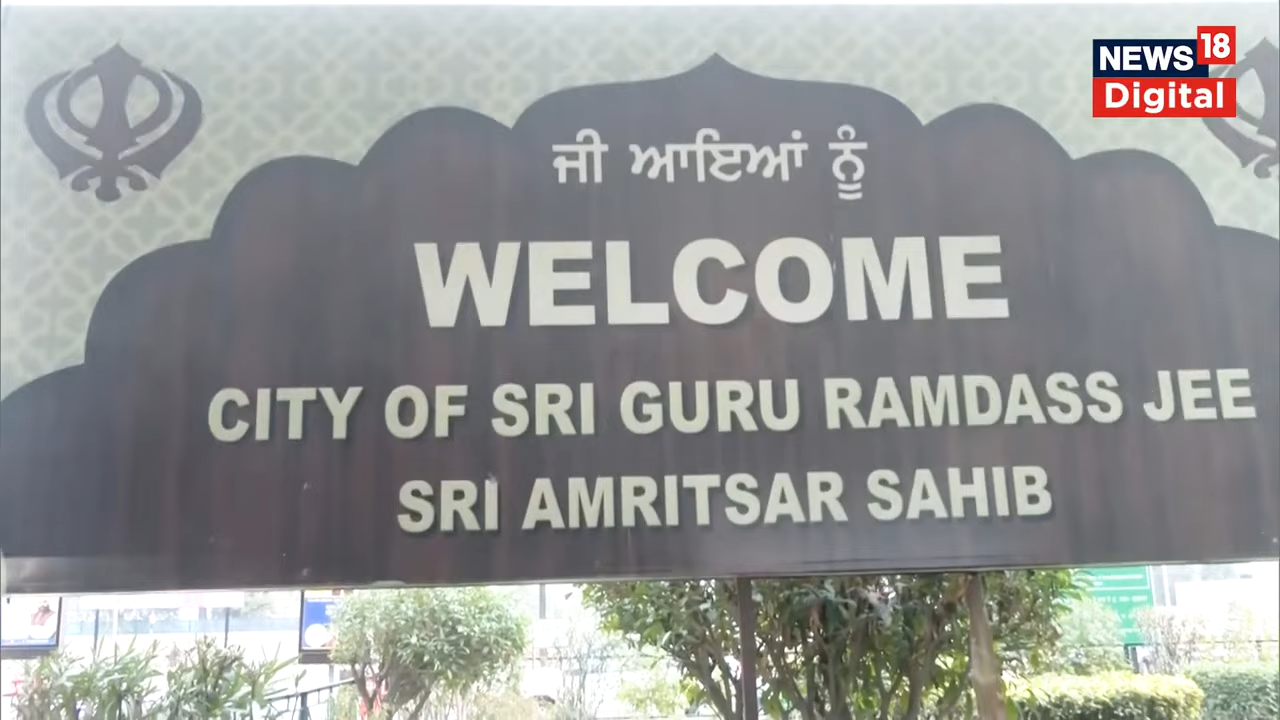 NEWS 18
Digital
ਜੀ ਆਇਆਂ ਨੂੰ
WELCOME
CITY OF SRI GURU RAMDASS JEE
SRI AMRITSAR SAHIB